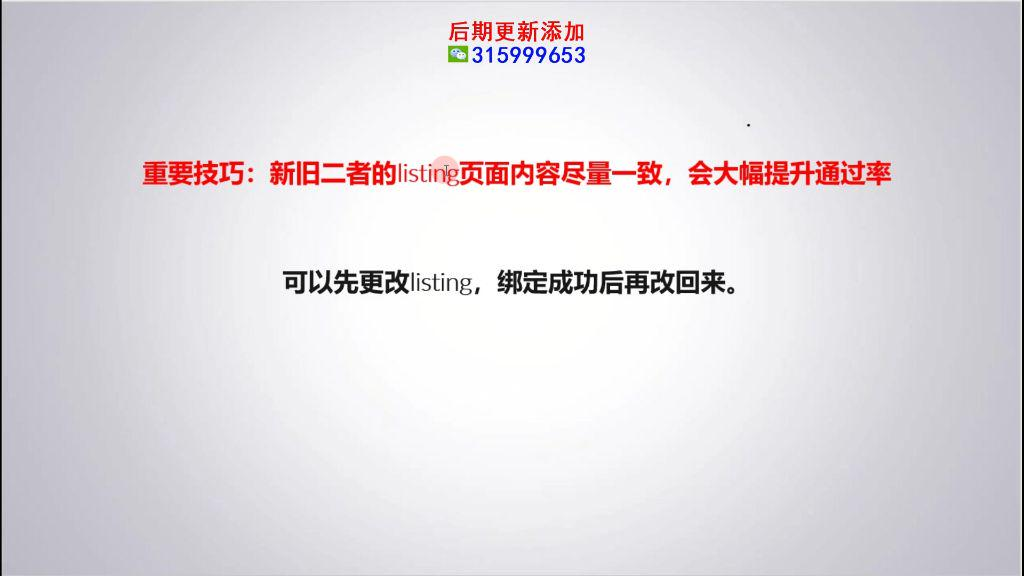 后期更新添加
315999653
重要技巧：新旧二者的listing页面内容尽量一致，会大幅提升通过率
可以先更改listing，绑定成功后再改回来。